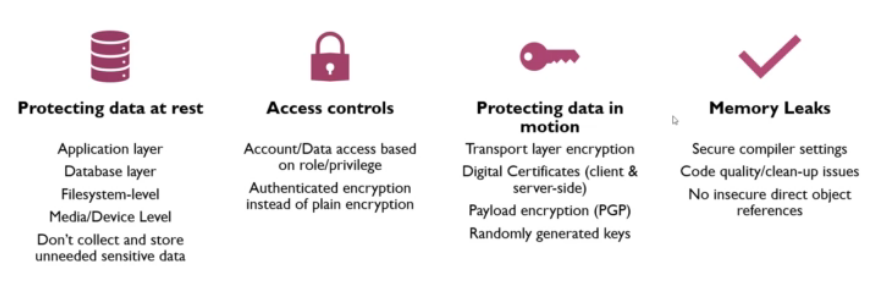 Protecting data at rest
Application layer
Database layer
Filesystem-level
Media/Device Level
Don't collect and store
unneeded sensitive data
Access controls
Account/Data access based
on role/privilege
Authenticated encryption
instead of plain encryption
Protecting data in
motion
Transport layer encryption
Digital Certificates (client &
server-side)
Payload encryption (PGP)
Randomly generated keys
Memory Leaks
Secure compiler settings
Code quality/clean-up issues
No insecure direct object
references